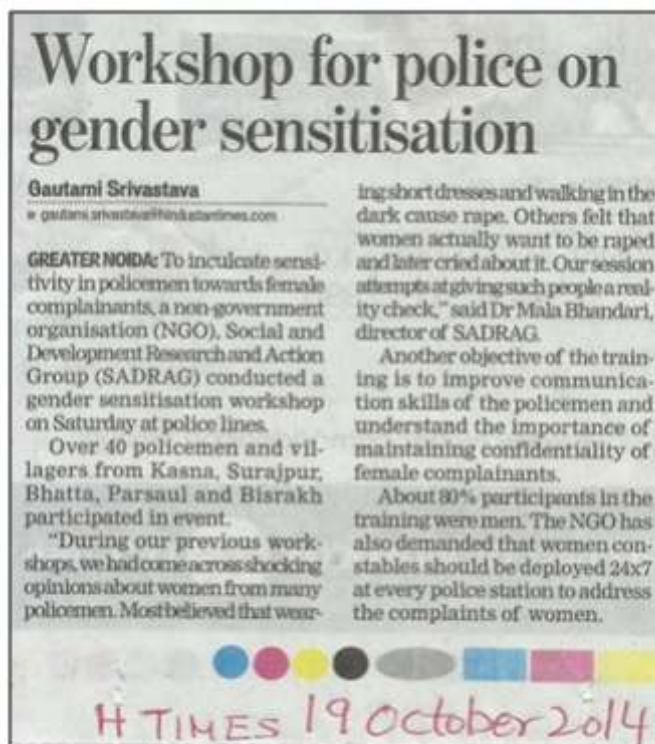 Workshop for police on
gender sensitisation
Gautami Srivastava
gautami.srivastava@hindustantimes.com
GREATER NOIDA: To inculcate sensi-
tivity in policemen towards female
complainants, a non-government
organisation (NGO), Social and
Development Research and Action
Group (SADRAG) conducted a
gender sensitisation workshop
on Saturday at police lines.
Over 40 policemen and vil-
lagers from Kasna, Surajpur,
Bhatta, Parsaul and Bisrakh
participated in event.
“During our previous work-
shops, we had come across shocking
opinions about women from many
policemen. Most believed that wear-
ing short dresses and walking in the
dark cause rape. Others felt that
women actually want to be raped
and later cried about it. Our session
attempts at giving such people a real-
ity check,” said Dr Mala Bhandari,
director of SADRAG.
Another objective of the train-
ing is to improve communica-
tion skills of the policemen and
understand the importance of
maintaining confidentiality of
female complainants.
About 80% participants in the
training were men. The NGO has
also demanded that women con-
stables should be deployed 24x7
at every police station to address
the complaints of women.
H TIMES 19 October 2014